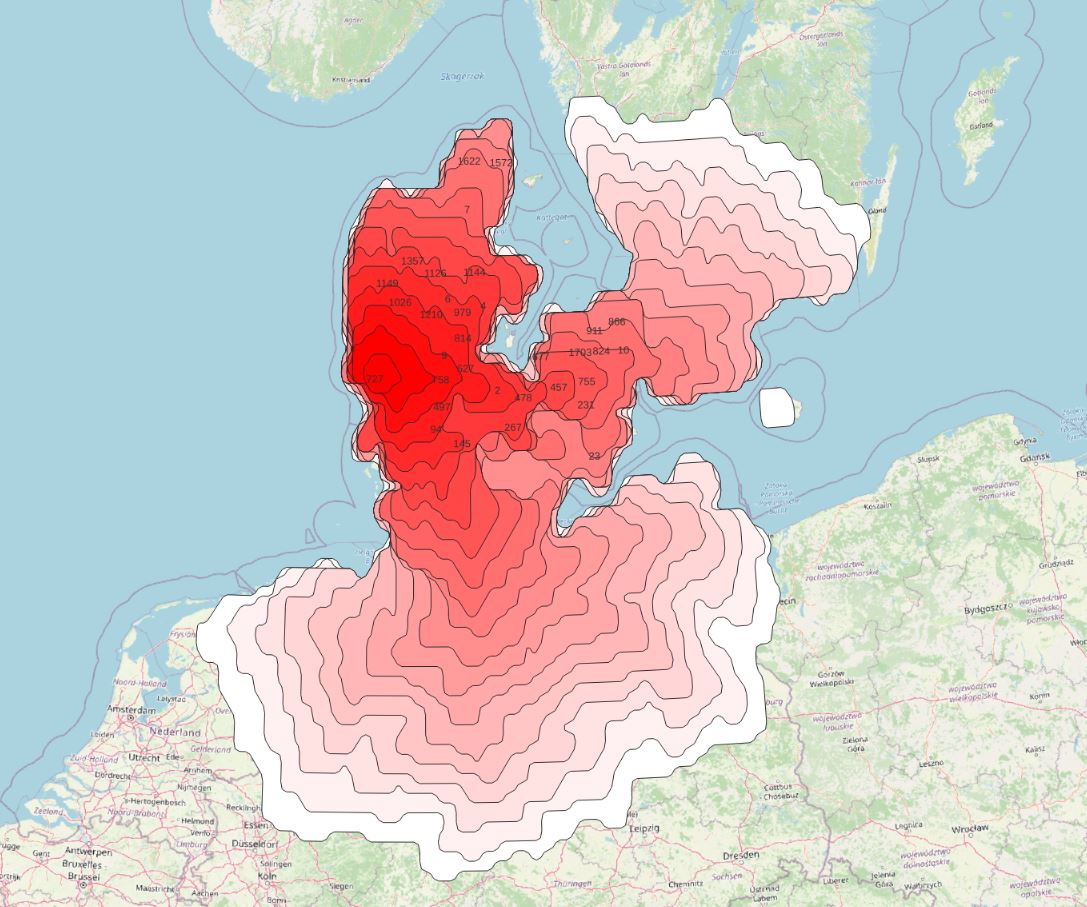 Agder
Kristiansand
Skagerrak
Västra Götalands
län
Östergötlands
län
Gotlands
län
Gotland
Kalmar län
Öland
Kattegat
1622
1572
7
1357
1126
1144
1149
1026
6
4
1210
979
866
911
814
9
1703
824
10
627
727
758
755
2
457
478
497
231
94
267
145
23
Gdynia
Gdańsk
Słupsk
województwo
pomorskie
Koszalin
Zatoka
Pomorska
województwo
zachodniopomorskie
Grudziądz
Bydgoszcz
województwo
kujawsko-
pomorskie
Gorzów
Wielkopolski
województwo
wielkopolskie
Konin
województwo
lubuskie
Zielona
Góra
Kalisz
Leszno
Noord-Holland
Lelystad
Amsterdam
Leiden
Nederland
Ede
Gelderland
Utrecht
Zuid-Holland
Arnhem
Dordrecht
Nijmegen
's-Hertogenbosch
Noord-Brabant
Zeeland
Helmond
Venlo
Limburg
Essen
Düsseldorf
Solingen
Köln
Siegen
Aachen
Bonn
Maastricht
Gent
Antwerpen
Bruxelles
Brussel
Thüringen
Leipzig
Cottbus -
Chóśebuz
Dresden
Sachsen
Chemnitz
Ústí nad
Labem
Liberec
Legnica
Wrocław
województwo
dolnośląskie
Jelenia
Góra
Wałbrzych
województwo
opolskie